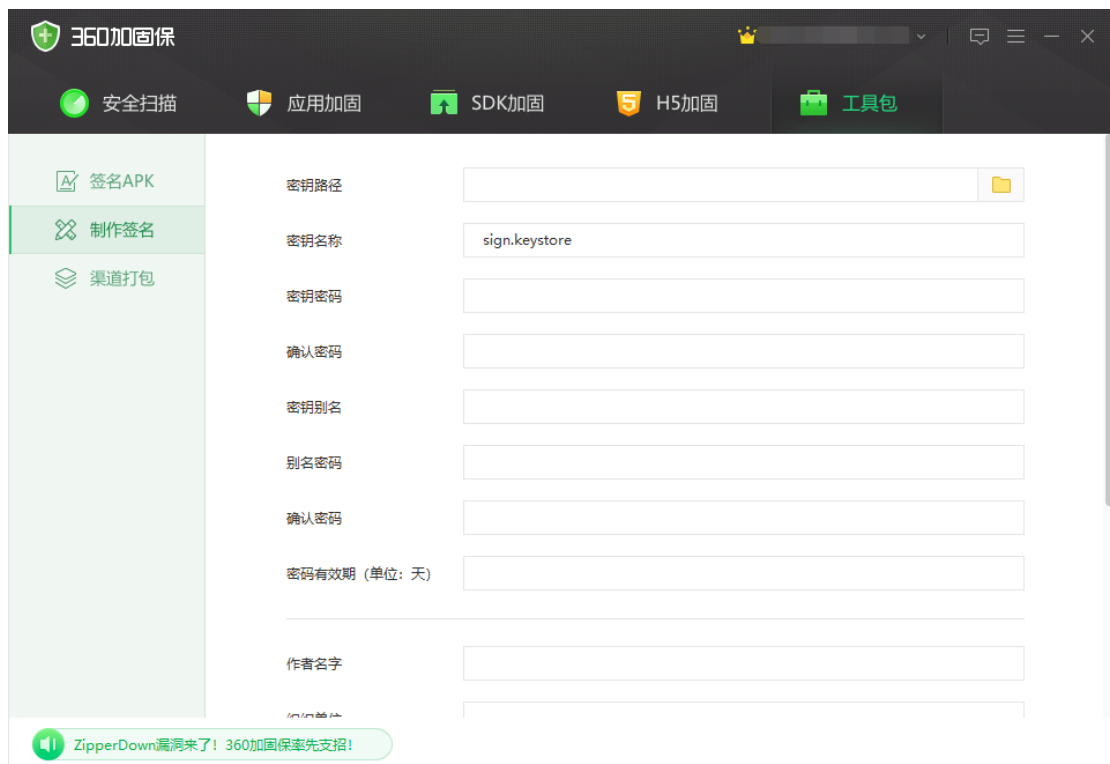 360加固保
安全扫描
应用加固
SDK加固
H5加固
工具包
签名APK
制作签名
渠道打包
密钥路径
密钥名称 sign.keystore
密钥密码
确认密码
密钥别名
别名密码
确认密码
密码有效期（单位：天）
作者名字
ZipperDown漏洞来了！360加固保率先支招！